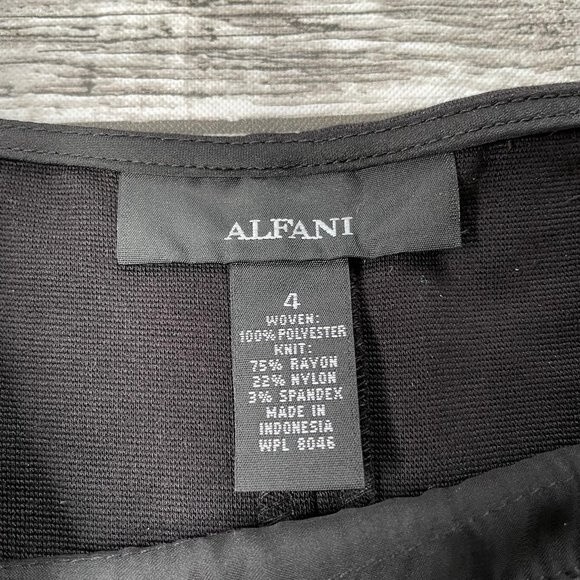 ALFANI
4
WOVEN:
100% POLYESTER
KNIT:
75% RAYON
22% NYLON
3% SPANDEX
MADE IN
INDONESIA
WPL 8046